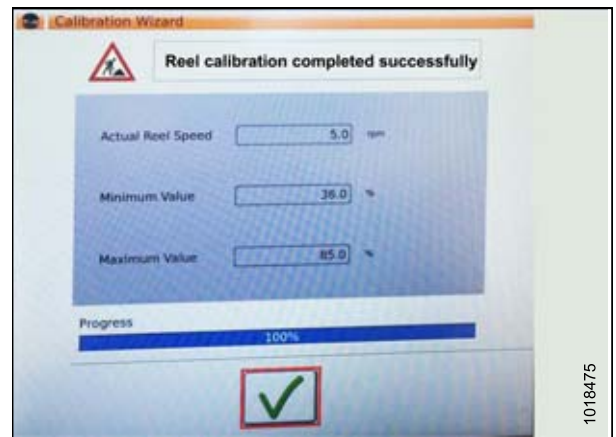 Calibration Wizard
Reel calibration completed successfully
Actual Reel Speed 5.0 rpm
Minimum Value 36.0 %
Maximum Value 85.0 %
Progress
100%
1018475